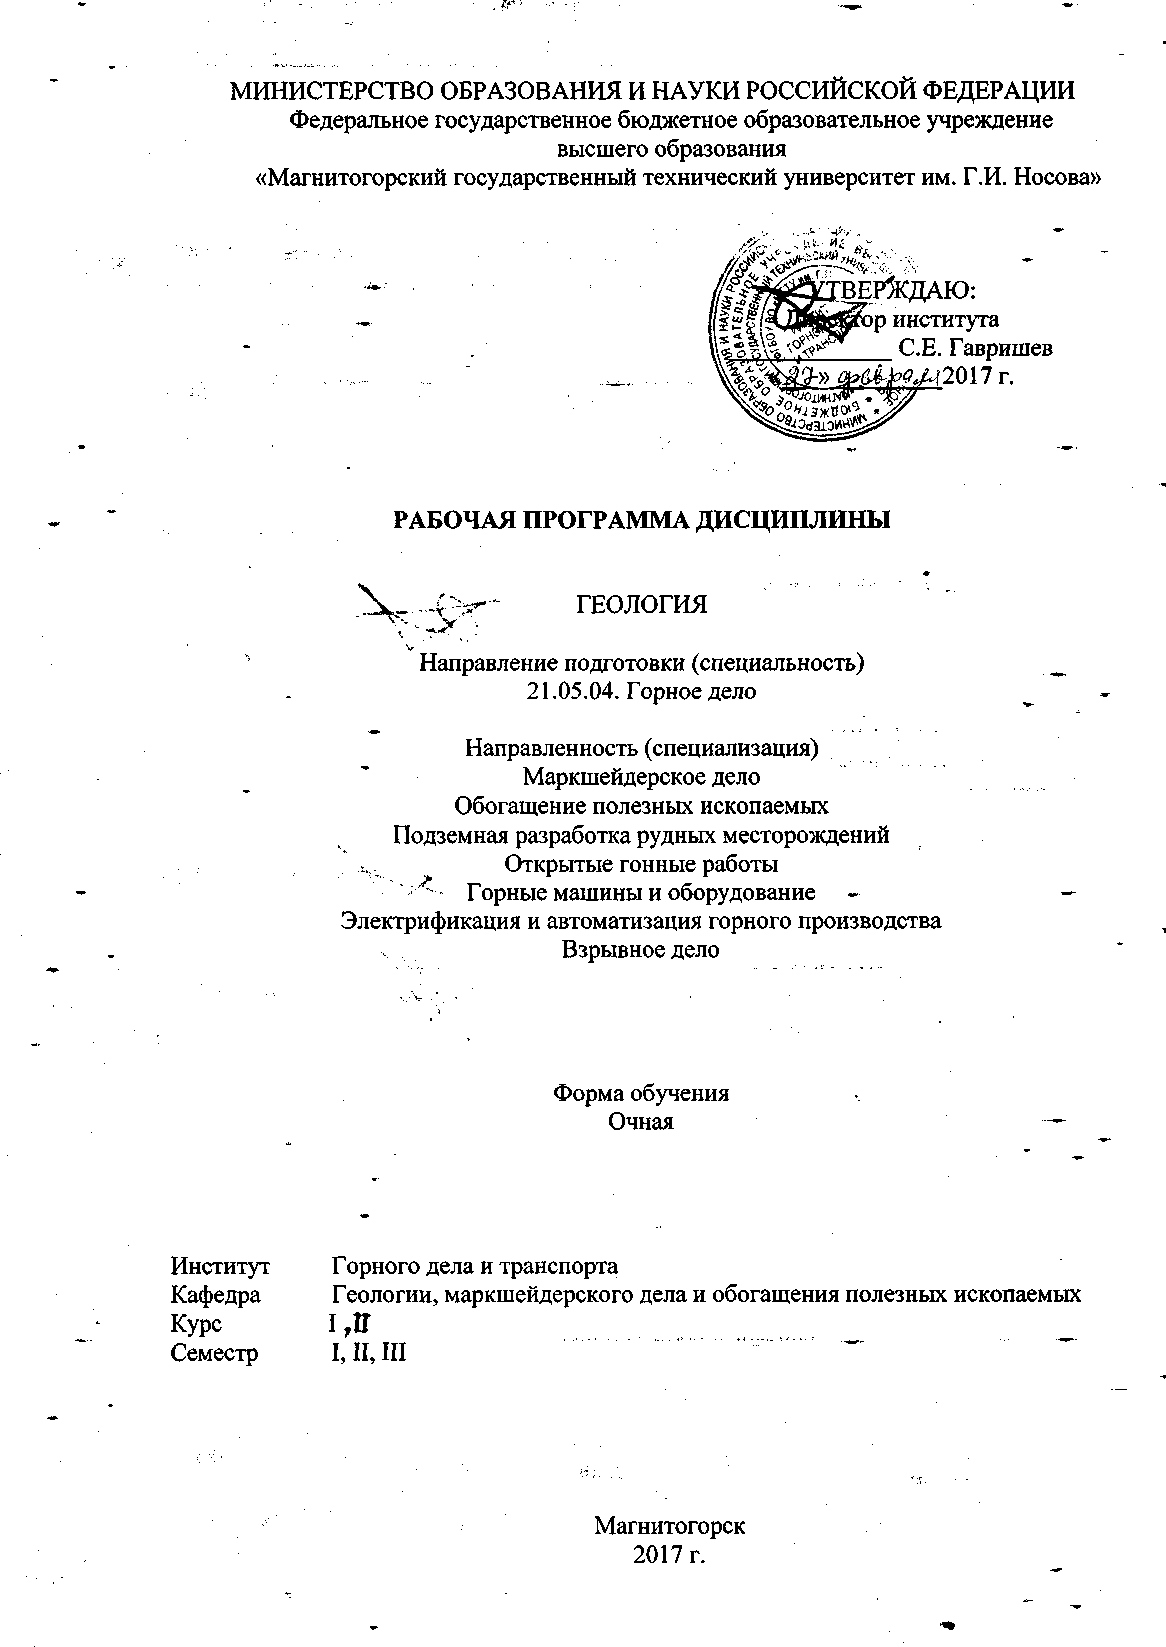 МИНИСТЕРСТВО ОБРАЗОВАНИЯ И НАУКИ РОССИЙСКОЙ ФЕДЕРАЦИИ
Федеральное государственное бюджетное образовательное учреждение
высшего образования
«Магнитогорский государственный технический университет им. Г.И. Носова»
УТВЕРЖДАЮ:
Директор института
С.Е. Гавришев
«27» февраля 2017 г.
РАБОЧАЯ ПРОГРАММА ДИСЦИПЛИНЫ
ГЕОЛОГИЯ
Направление подготовки (специальность)
21.05.04. Горное дело
Направленность (специализация)
Маркшейдерское дело
Обогащение полезных ископаемых
Подземная разработка рудных месторождений
Открытые гонные работы
Горные машины и оборудование
Электрификация и автоматизация горного производства
Взрывное дело
Форма обучения
Очная
Институт Горного дела и транспорта
Кафедра Геологии, маркшейдерского дела и обогащения полезных ископаемых
Курс I ,II
Семестр I, II, III
Магнитогорск
2017 г.